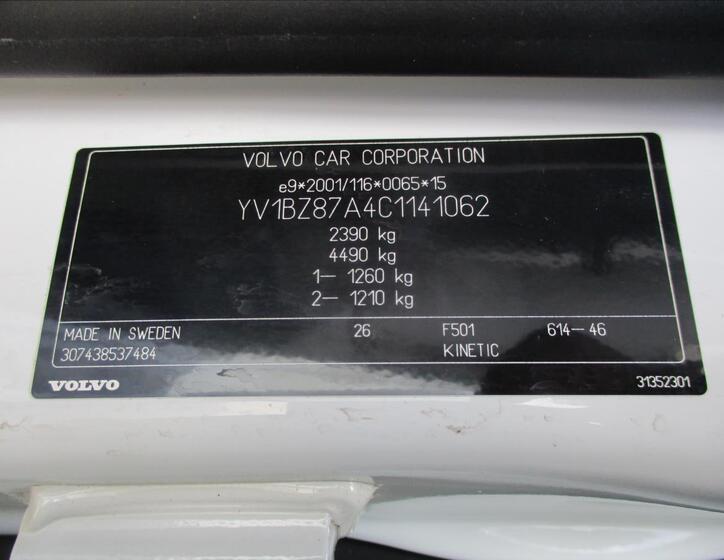 VOLVO CAR CORPORATION
e9*2001/116*0065*15
YV1BZ87A4C1141062
2390 kg
4490 kg
1- 1260 kg
2- 1210 kg
MADE IN SWEDEN 26 F501 614-46
307438537484 KINETIC
VOLVO 31352301